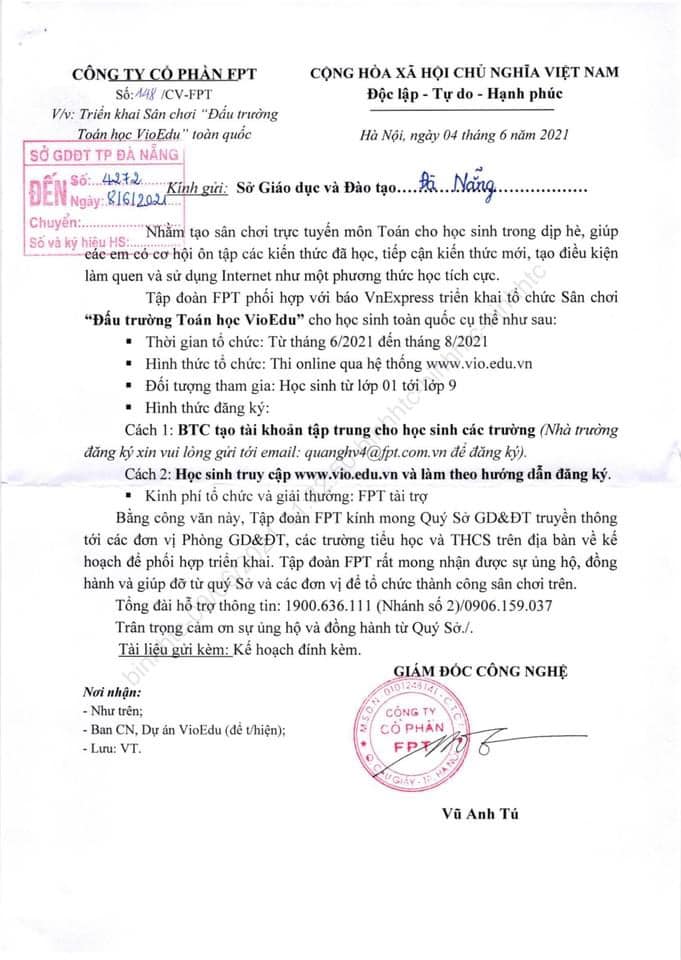 CÔNG TY CỔ PHẦN FPT
Số: 148 /CV-FPT
V/v: Triển khai Sân chơi “Đấu trường
Toán học VioEdu” toàn quốc
CỘNG HÒA XÃ HỘI CHỦ NGHĨA VIỆT NAM
Độc lập - Tự do - Hạnh phúc
Hà Nội, ngày 04 tháng 6 năm 2021
SỞ GDĐT TP ĐÀ NẴNG
ĐẾN
Số:...4272
Ngày: 8/6/2021
Chuyển:
Số và ký hiệu HS:
Kính gửi: Sở Giáo dục và Đào tạo....Đà Nẵng
Nhằm tạo sân chơi trực tuyến môn Toán cho học sinh trong dịp hè, giúp
các em có cơ hội ôn tập các kiến thức đã học, tiếp cận kiến thức mới, tạo điều kiện
làm quen và sử dụng Internet như một phương thức học tích cực.
Tập đoàn FPT phối hợp với báo VnExpress triển khai tổ chức Sân chơi
“Đấu trường Toán học VioEdu” cho học sinh toàn quốc cụ thể như sau:
▪ Thời gian tổ chức: Từ tháng 6/2021 đến tháng 8/2021
▪ Hình thức tổ chức: Thi online qua hệ thống www.vio.edu.vn
▪ Đối tượng tham gia: Học sinh từ lớp 01 tới lớp 9
▪ Hình thức đăng ký:
Cách 1: BTC tạo tài khoản tập trung cho học sinh các trường (Nhà trường
đăng ký xin vui lòng gửi tới email: quanghv4@fpt.com.vn để đăng ký).
Cách 2: Học sinh truy cập www.vio.edu.vn và làm theo hướng dẫn đăng ký.
▪ Kinh phí tổ chức và giải thưởng: FPT tài trợ
Bằng công văn này, Tập đoàn FPT kính mong Quý Sở GD&ĐT truyền thông
tới các đơn vị Phòng GD&ĐT, các trường tiểu học và THCS trên địa bàn về kế
hoạch để phối hợp triển khai. Tập đoàn FPT rất mong nhận được sự ủng hộ, đồng
hành và giúp đỡ từ quý Sở và các đơn vị để tổ chức thành công sân chơi trên.
Tổng đài hỗ trợ thông tin: 1900.636.111 (Nhánh số 2)/0906.159.037
Trân trọng cảm ơn sự ủng hộ và đồng hành từ Quý Sở./.
Tài liệu gửi kèm: Kế hoạch đính kèm.
Nơi nhận:
- Như trên;
- Ban CN, Dự án VioEdu (để t/hiện);
- Lưu: VT.
GIÁM ĐỐC CÔNG NGHỆ
M.S.D.N: 0101248141 - C.T.C
CÔNG TY
CỔ PHẦN
FPT
Q. CẦU GIẤY - TP. HÀ NỘI
Vũ Anh Tú